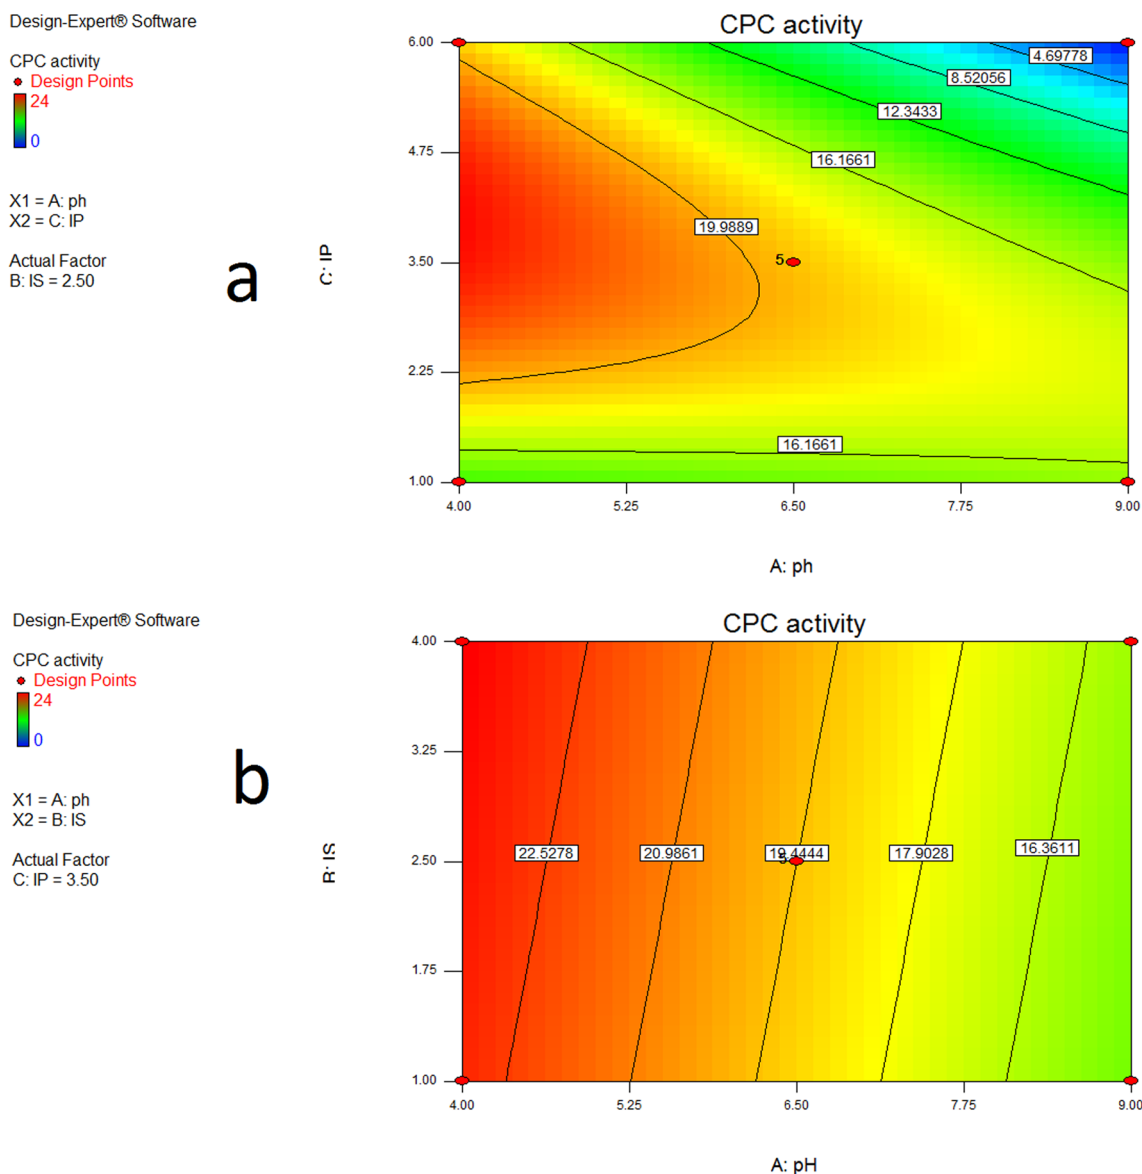 Design-Expert® Software
CPC activity
Design Points
24
0
X1 = A: ph
X2 = C: IP
Actual Factor
B: IS = 2.50
a
CPC activity
C: IP
6.00
4.75
3.50
2.25
1.00
4.69778
8.52056
12.3433
16.1661
19.9889
5
16.1661
4.00 5.25 6.50 7.75 9.00
A: ph
Design-Expert® Software
CPC activity
Design Points
24
0
X1 = A: ph
X2 = B: IS
Actual Factor
C: IP = 3.50
b
CPC activity
B: IS
4.00
3.25
2.50
1.75
1.00
22.5278 20.9861 19.4444 17.9028 16.3611
5
4.00 5.25 6.50 7.75 9.00
A: pH